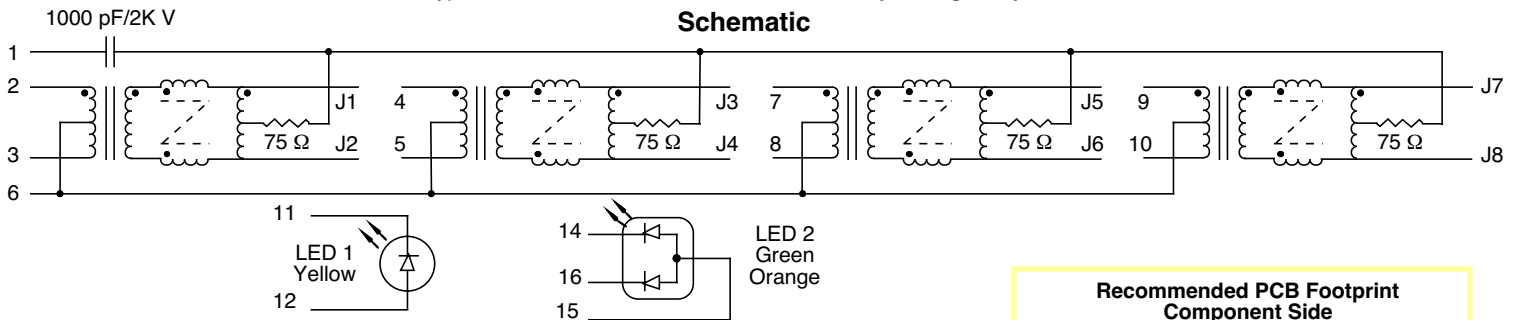 1000 pF/2K V
Schematic
1
2
3
6
J1
J2
75 Ω
4
5
J3
J4
75 Ω
7
8
J5
J6
75 Ω
9
10
J7
J8
75 Ω
11
12
LED 1
Yellow
14
16
15
LED 2
Green
Orange
Recommended PCB Footprint
Component Side